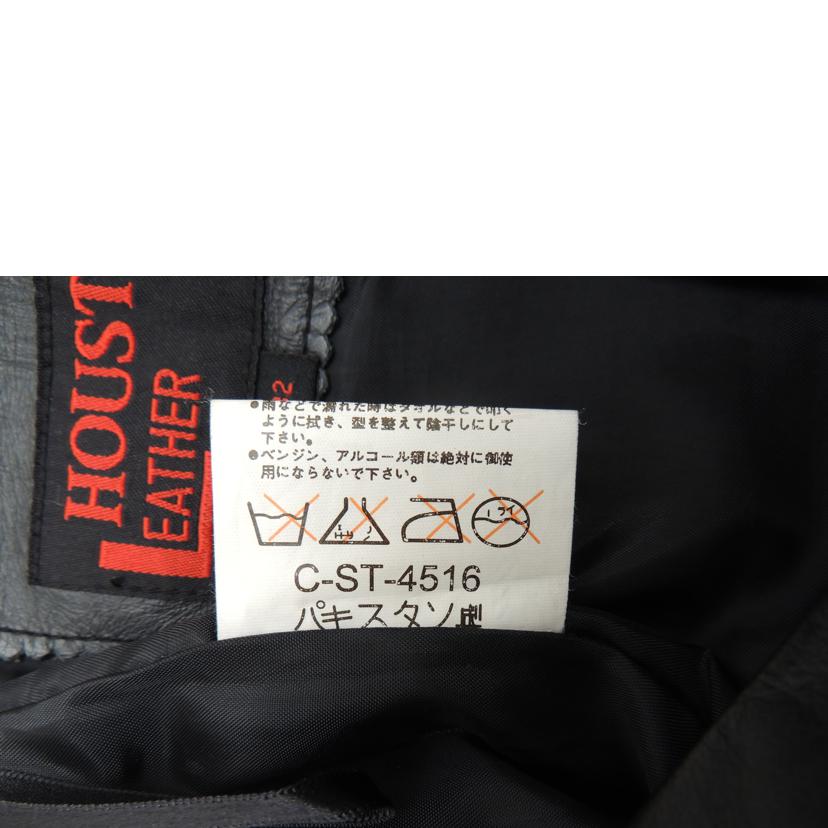 HOUST
LEATHER
32
●雨などで濡れた時はタオルなどで叩く
ように拭き、型を整えて陰干しにして
下さい。
●ベンジン、アルコール類は絶対に御使
用にならないで下さい。
C-ST-4516
パキスタン製